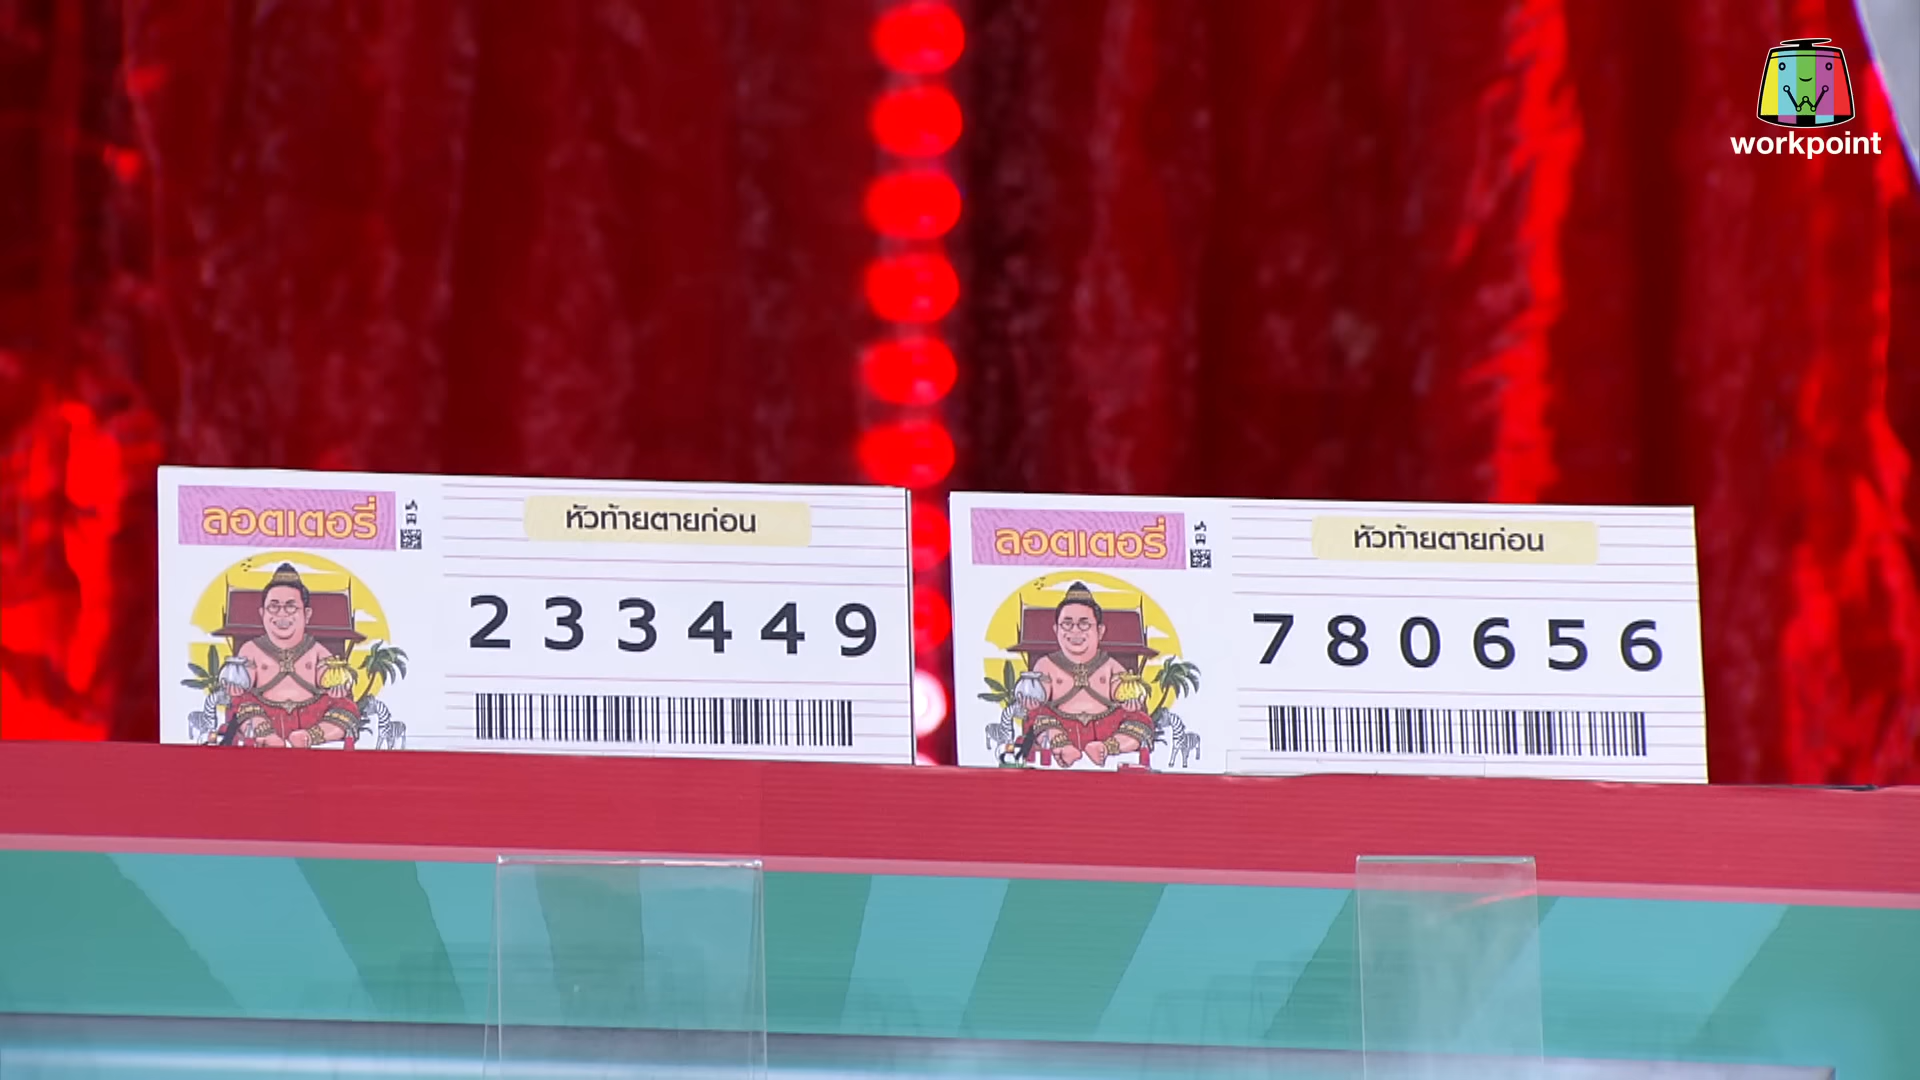 workpoint
ลอตเตอรี่
หัวท้ายตายก่อน
233449
ลอตเตอรี่
หัวท้ายตายก่อน
780656